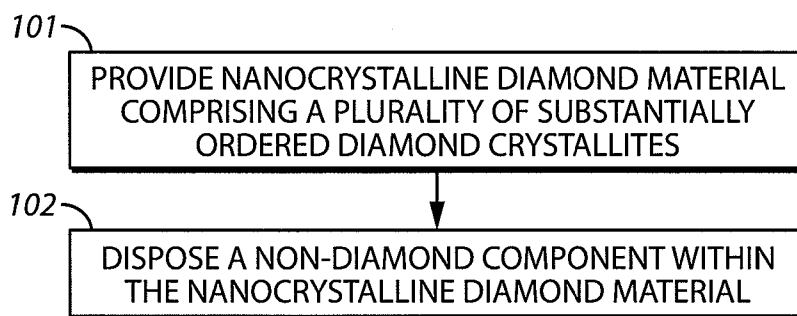 101
PROVIDE NANOCRYSTALLINE DIAMOND MATERIAL
COMPRISING A PLURALITY OF SUBSTANTIALLY
ORDERED DIAMOND CRYSTALLITES
102
DISPOSE A NON-DIAMOND COMPONENT WITHIN
THE NANOCRYSTALLINE DIAMOND MATERIAL